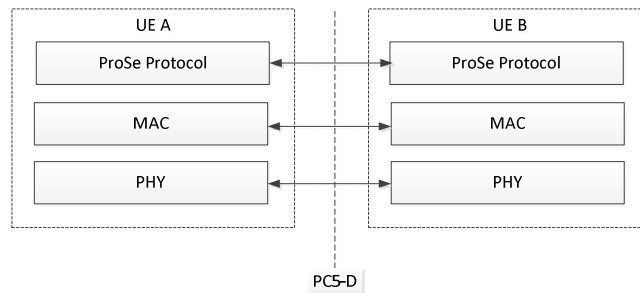 UE A
UE B
ProSe Protocol
ProSe Protocol
MAC
MAC
PHY
PHY
PC5-D